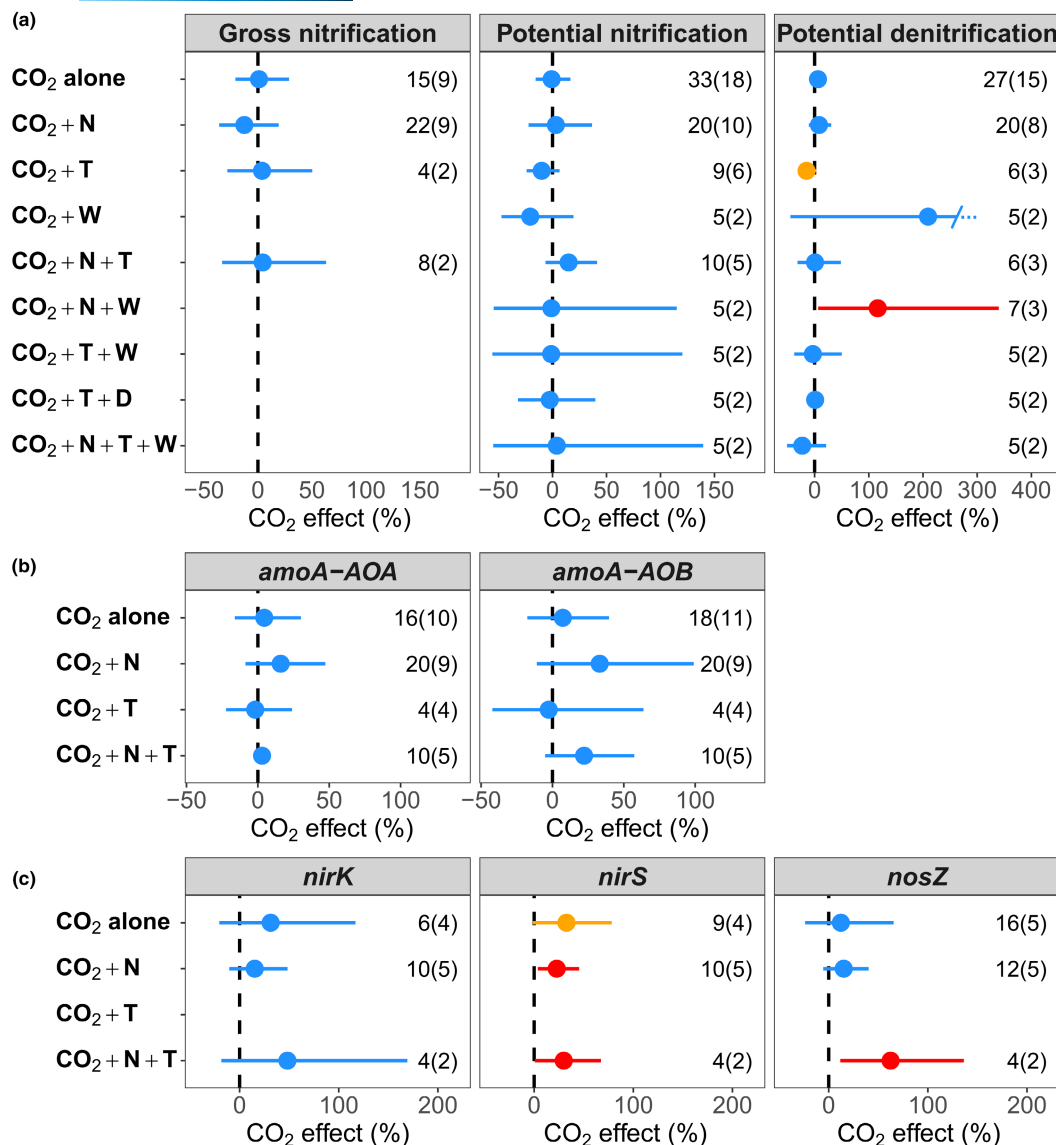 (a)
Gross nitrification Potential nitrification Potential denitrification
CO₂ alone 15(9) 33(18) 27(15)
CO₂ + N 22(9) 20(10) 20(8)
CO₂ + T 4(2) 9(6) 6(3)
CO₂ + W 5(2) 5(2)
CO₂ + N + T 8(2) 10(5) 6(3)
CO₂ + N + W 5(2) 7(3)
CO₂ + T + W 5(2) 5(2)
CO₂ + T + D 5(2) 5(2)
CO₂ + N + T + W 5(2) 5(2)
−50 0 50 100 150 −50 0 50 100 150 0 100 200 300 400
CO₂ effect (%) CO₂ effect (%) CO₂ effect (%)
(b)
amoA−AOA amoA−AOB
CO₂ alone 16(10) 18(11)
CO₂ + N 20(9) 20(9)
CO₂ + T 4(4) 4(4)
CO₂ + N + T 10(5) 10(5)
−50 0 50 100 −50 0 50 100
CO₂ effect (%) CO₂ effect (%)
(c)
nirK nirS nosZ
CO₂ alone 6(4) 9(4) 16(5)
CO₂ + N 10(5) 10(5) 12(5)
CO₂ + T
CO₂ + N + T 4(2) 4(2) 4(2)
0 100 200 0 100 200 0 100 200
CO₂ effect (%) CO₂ effect (%) CO₂ effect (%)